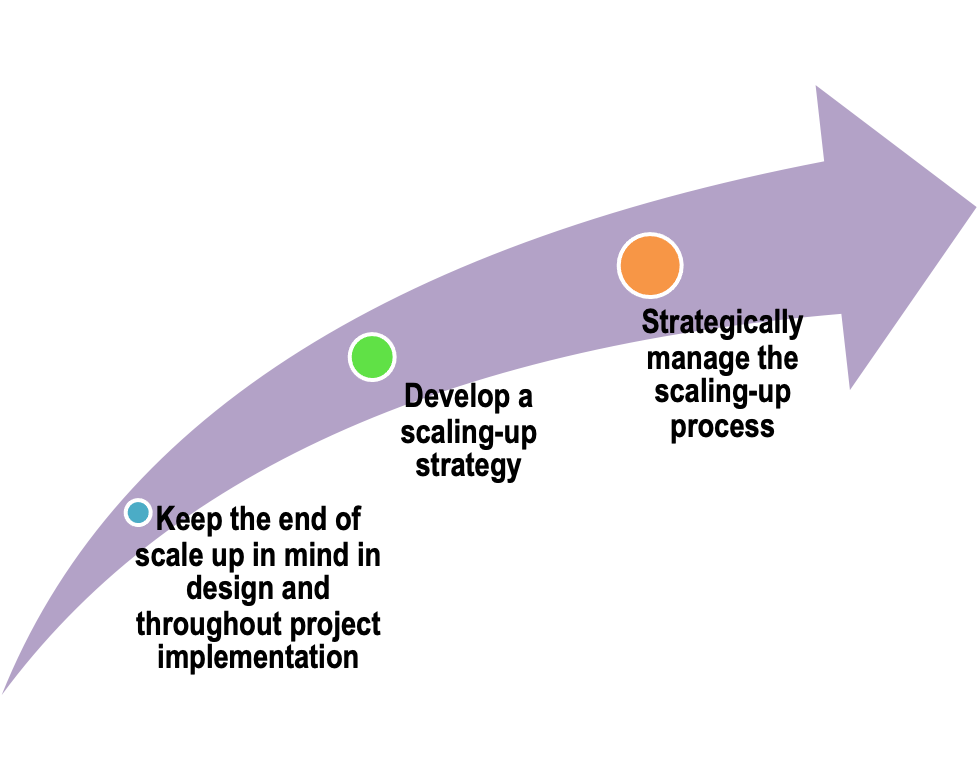 Keep the end of
scale up in mind in
design and
throughout project
implementation
Develop a
scaling-up
strategy
Strategically
manage the
scaling-up
process